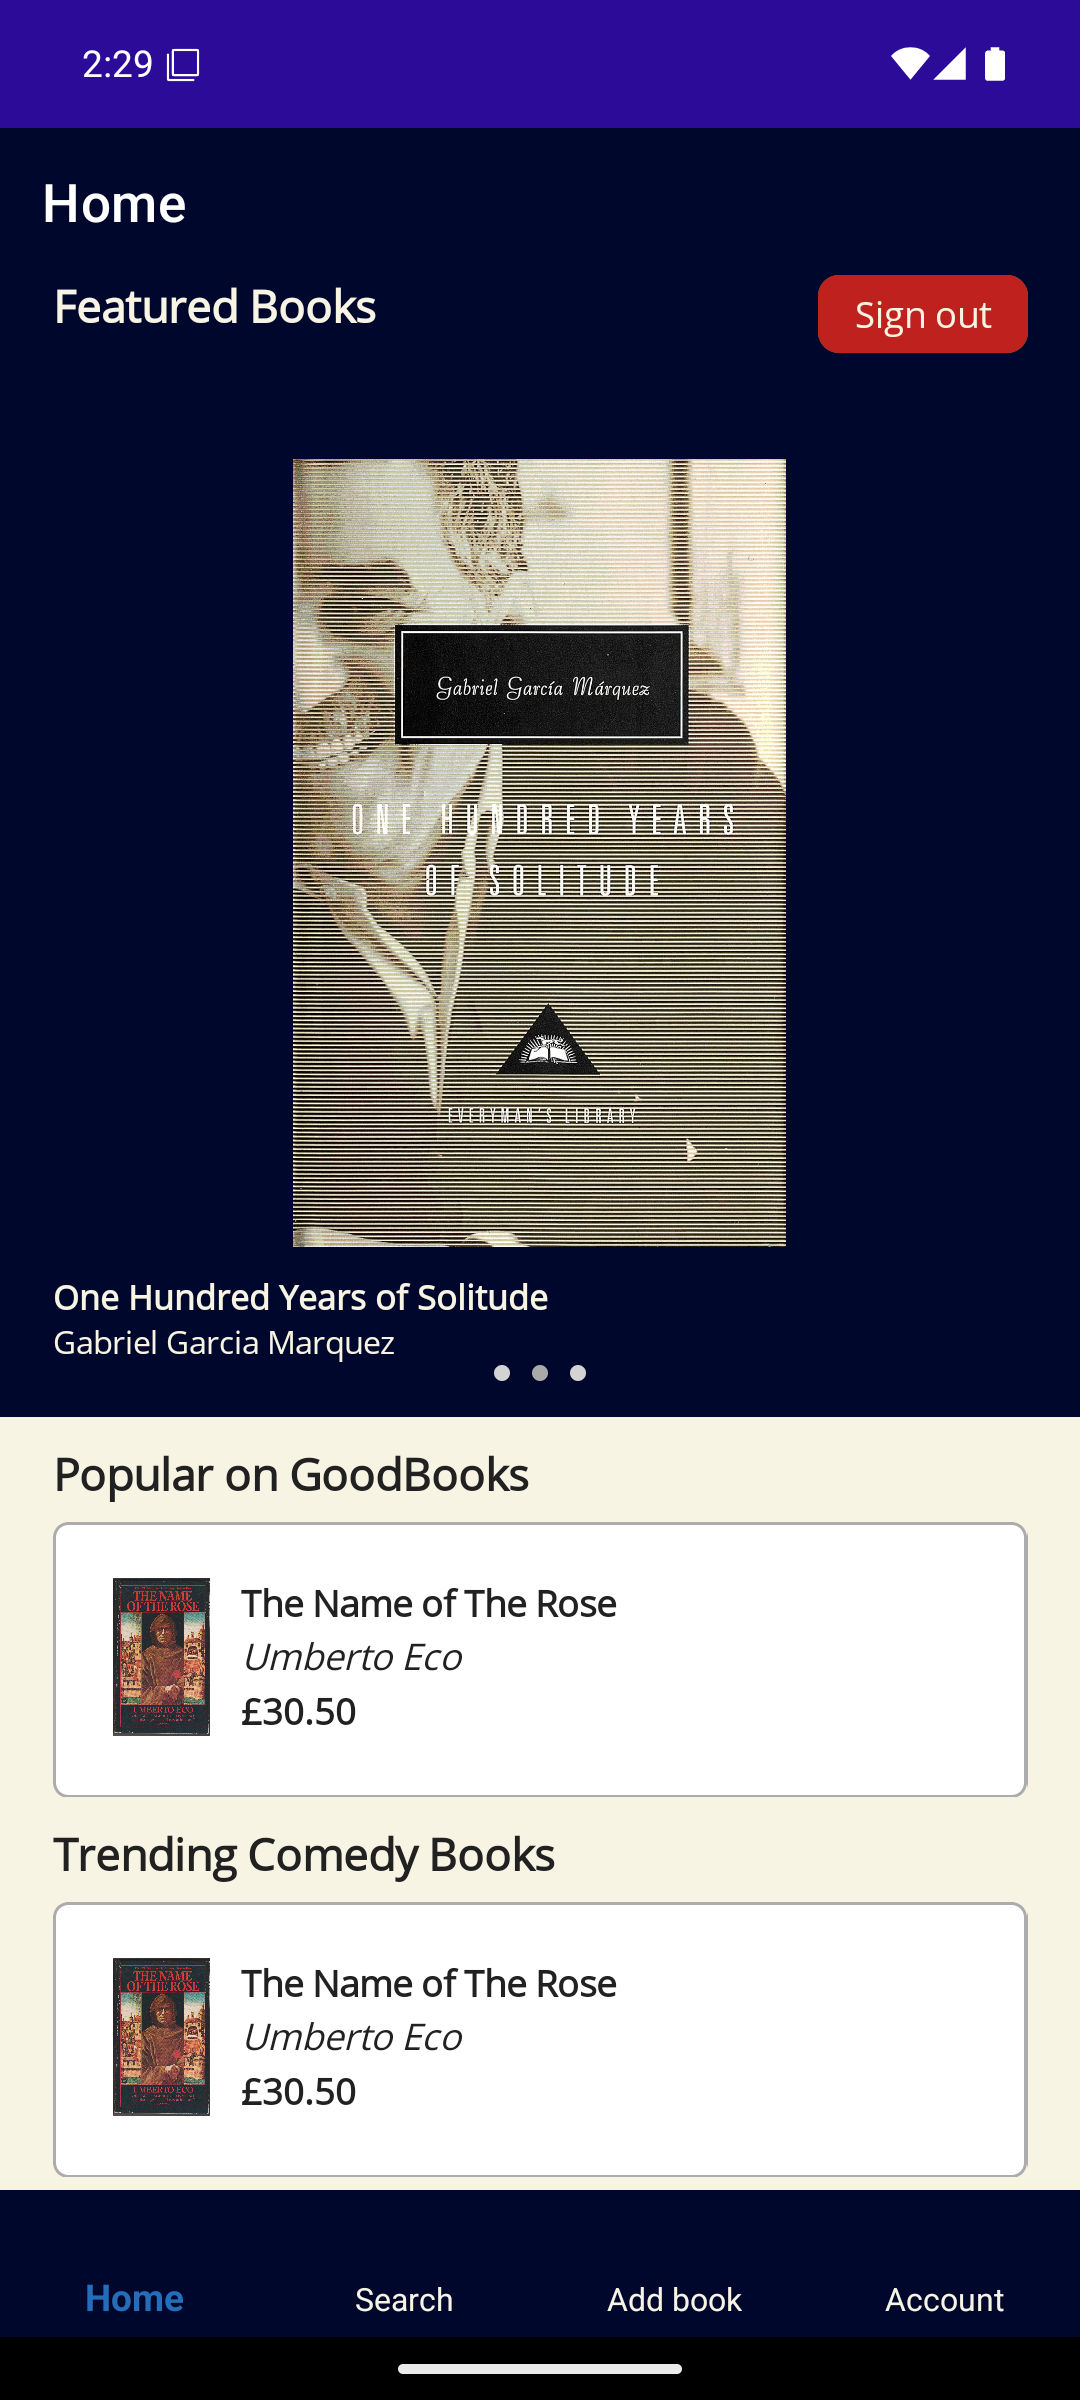 2:29
Home
Featured Books
Sign out
Gabriel García Márquez
ONE HUNDRED YEARS
OF SOLITUDE
EVERYMAN'S LIBRARY
One Hundred Years of Solitude
Gabriel Garcia Marquez
Popular on GoodBooks
THE NAME
OF THE ROSE
UMBERTO ECO
The Name of The Rose
Umberto Eco
£30.50
Trending Comedy Books
THE NAME
OF THE ROSE
UMBERTO ECO
The Name of The Rose
Umberto Eco
£30.50
Home
Search
Add book
Account